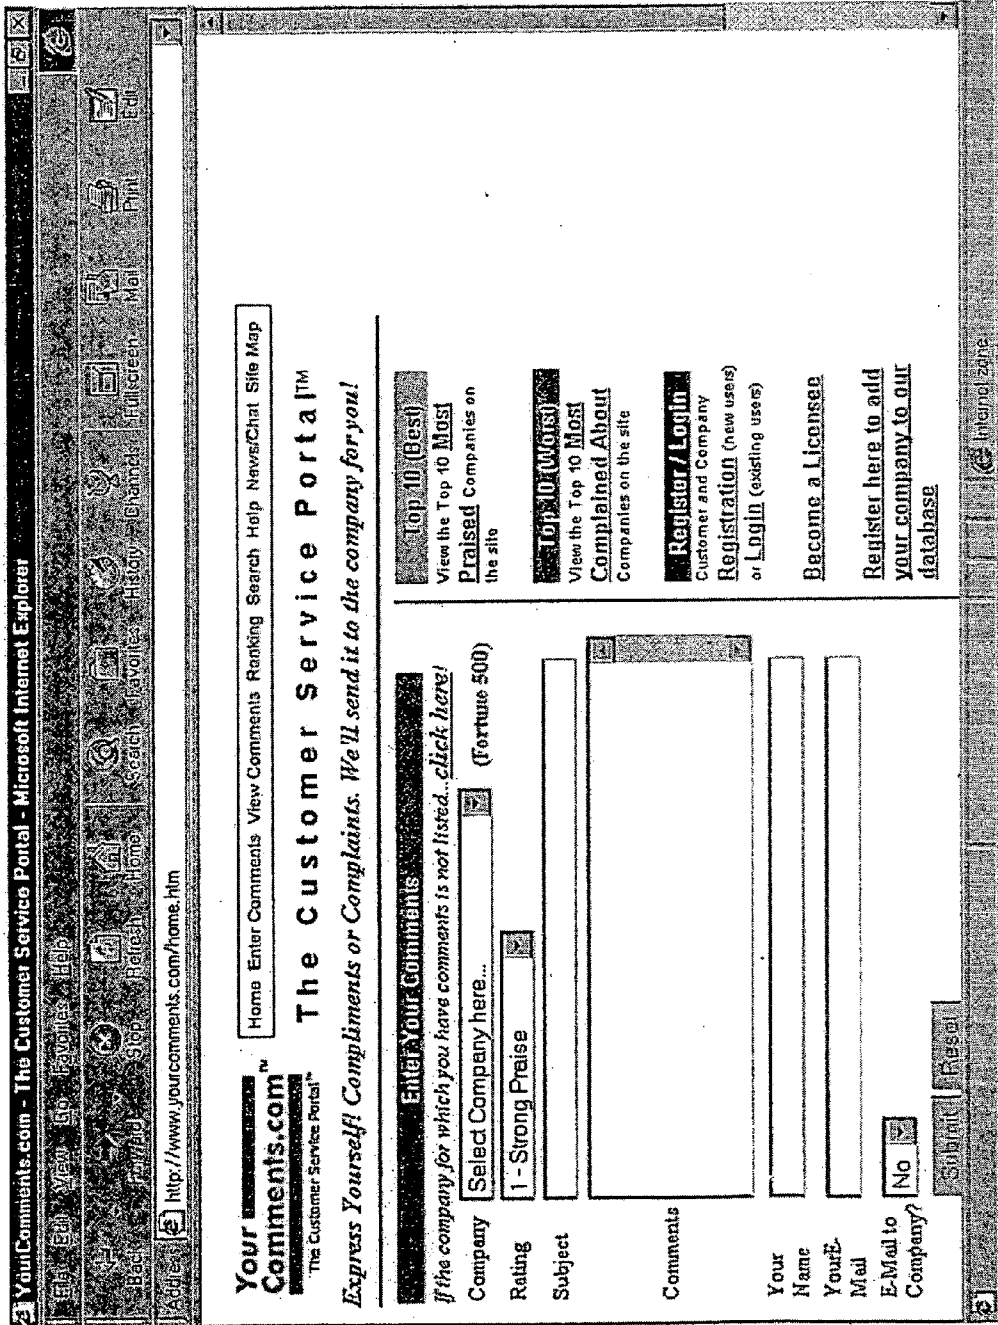 YourComments.com - The Customer Service Portal - Microsoft Internet Explorer
File Edit View Go Favorites Help
Back Forward Stop Refresh Home Search Favorites History Channels Fullscreen Mail Print Edit
Address http://www.yourcomments.com/home.htm
Your
Comments.com™
The Customer Service Portal™
Home Enter Comments View Comments Ranking Search Help News/Chat Site Map
The Customer Service Portal™
Express Yourself! Compliments or Complaints. We'll send it to the company for you!
Enter Your Comments
If the company for which you have comments is not listed...click here!
Company Select Company here... (Fortune 500)
Rating 1 - Strong Praise
Subject
Comments
Your
Name
Your E-
Mail
E-Mail to
Company? No
Submit Reset
Top 10 (Best)
View the Top 10 Most
Praised Companies on
the site
Top 10 (Worst)
View the Top 10 Most
Complained About
Companies on the site
Register / Login
Customer and Company
Registration (new users)
or Login (existing users)
Become a Licensee
Register here to add
your company to our
database
Internet zone